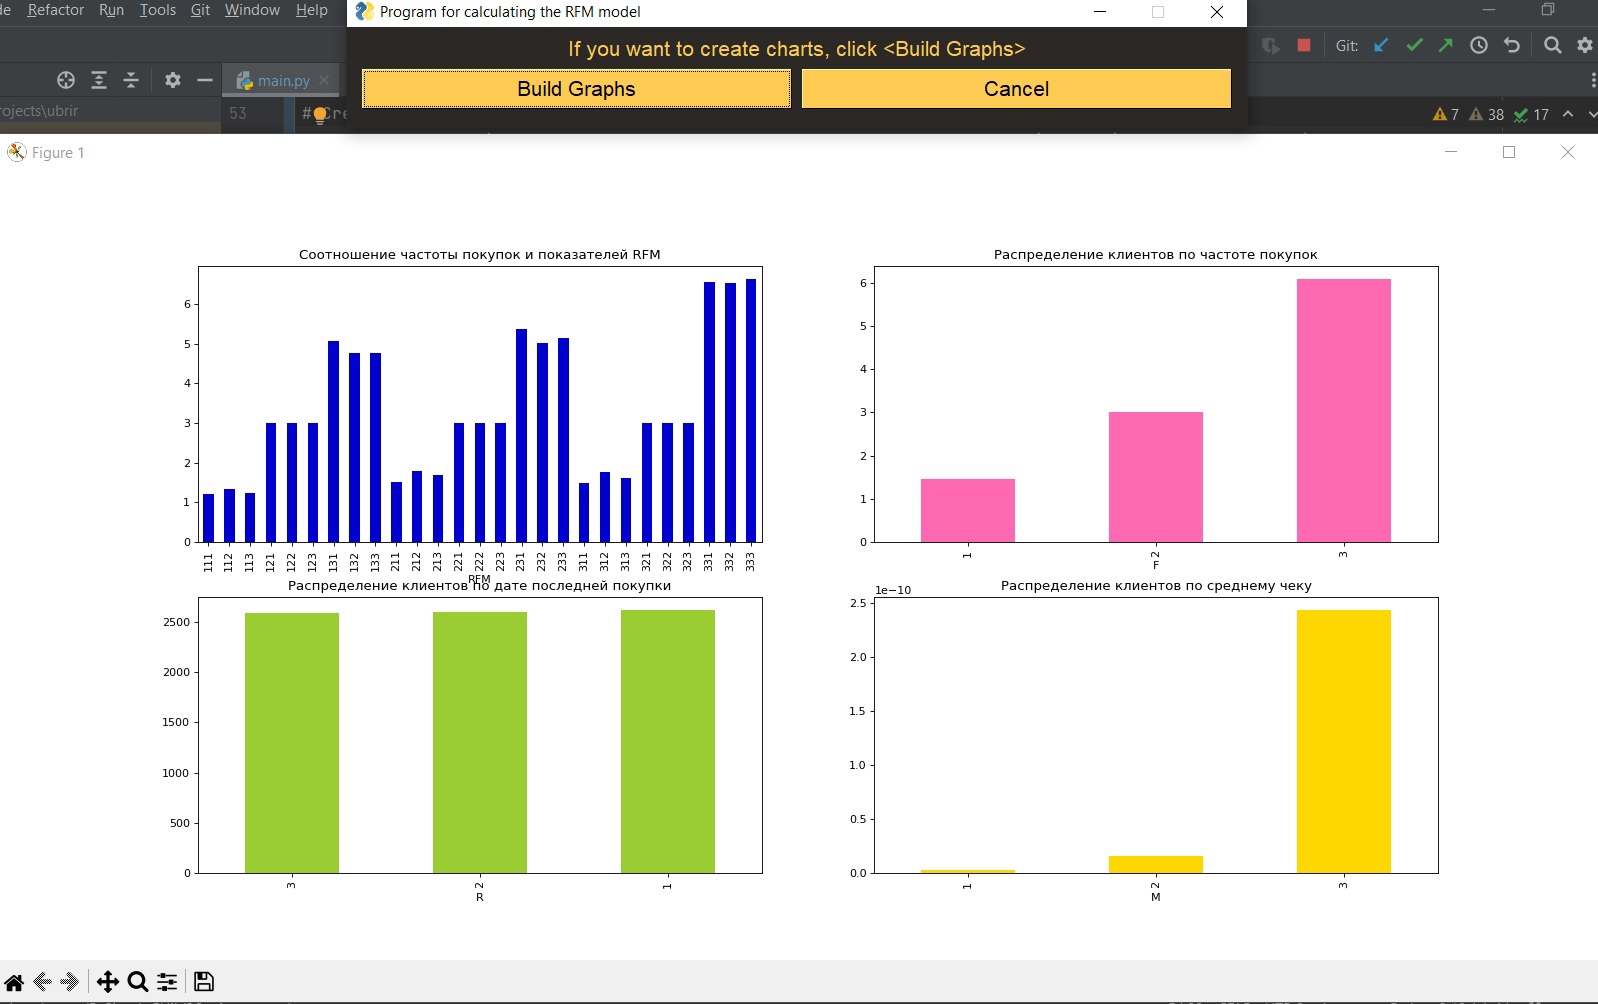 Refactor Run Tools Git Window Help
Program for calculating the RFM model
If you want to create charts, click <Build Graphs>
Git:
main.py
Build Graphs Cancel
ojects\ubrir
53 # Cre
7 38 17
Figure 1
Соотношение частоты покупок и показателей RFM
6
5
4
3
2
1
0
111 112 113 121 122 123 131 132 133 211 212 213 221 222 223 231 232 233 311 312 313 321 322 323 331 332 333
RFM
Распределение клиентов по частоте покупок
6
5
4
3
2
1
0
1 2 3
F
Распределение клиентов по дате последней покупки
2500
2000
1500
1000
500
0
3 2 1
R
Распределение клиентов по среднему чеку
1e−10
2.5
2.0
1.5
1.0
0.5
0.0
1 2 3
M